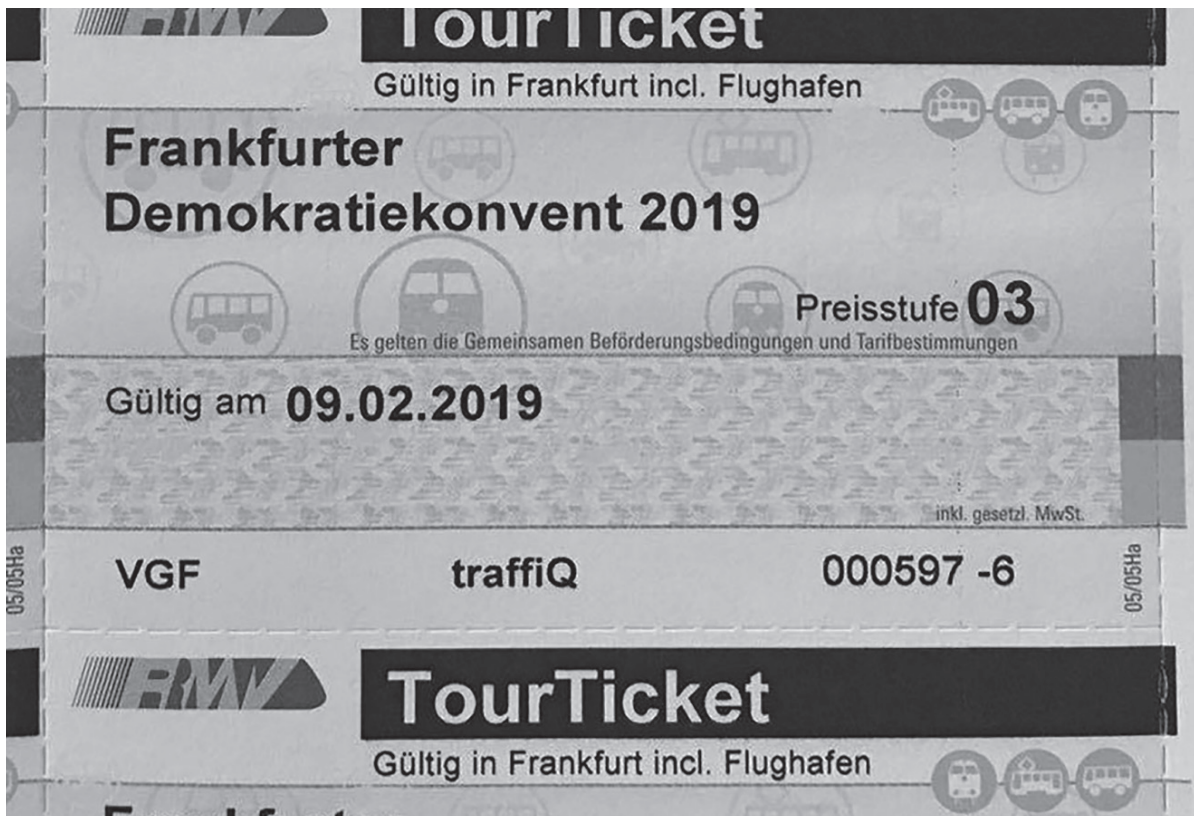 RMV
TourTicket
Gültig in Frankfurt incl. Flughafen
Frankfurter
Demokratiekonvent 2019
Preisstufe 03
Es gelten die Gemeinsamen Beförderungsbedingungen und Tarifbestimmungen
Gültig am 09.02.2019
inkl. gesetzl. MwSt.
VGF traffiQ 000597 -6
05/05Ha
05/05Ha
RMV
TourTicket
Gültig in Frankfurt incl. Flughafen